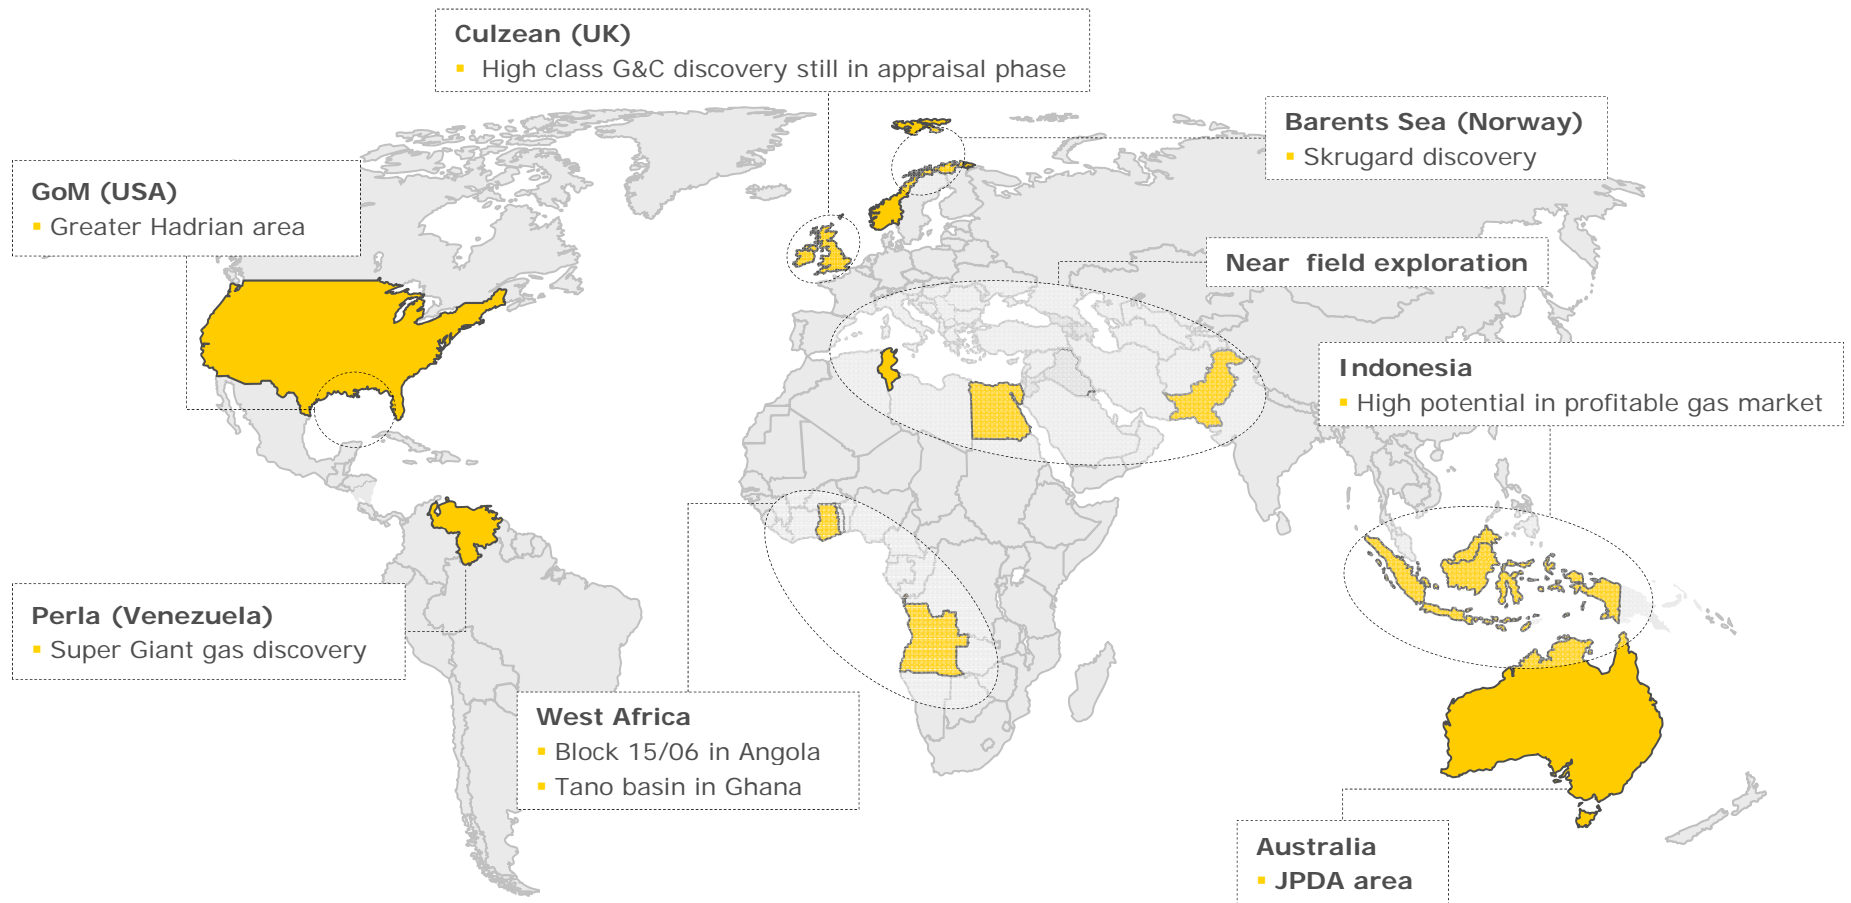 Culzean (UK)
▪ High class G&C discovery still in appraisal phase
Barents Sea (Norway)
▪ Skrugard discovery
GoM (USA)
▪ Greater Hadrian area
Near field exploration
Indonesia
▪ High potential in profitable gas market
Perla (Venezuela)
▪ Super Giant gas discovery
West Africa
▪ Block 15/06 in Angola
▪ Tano basin in Ghana
Australia
▪ JPDA area